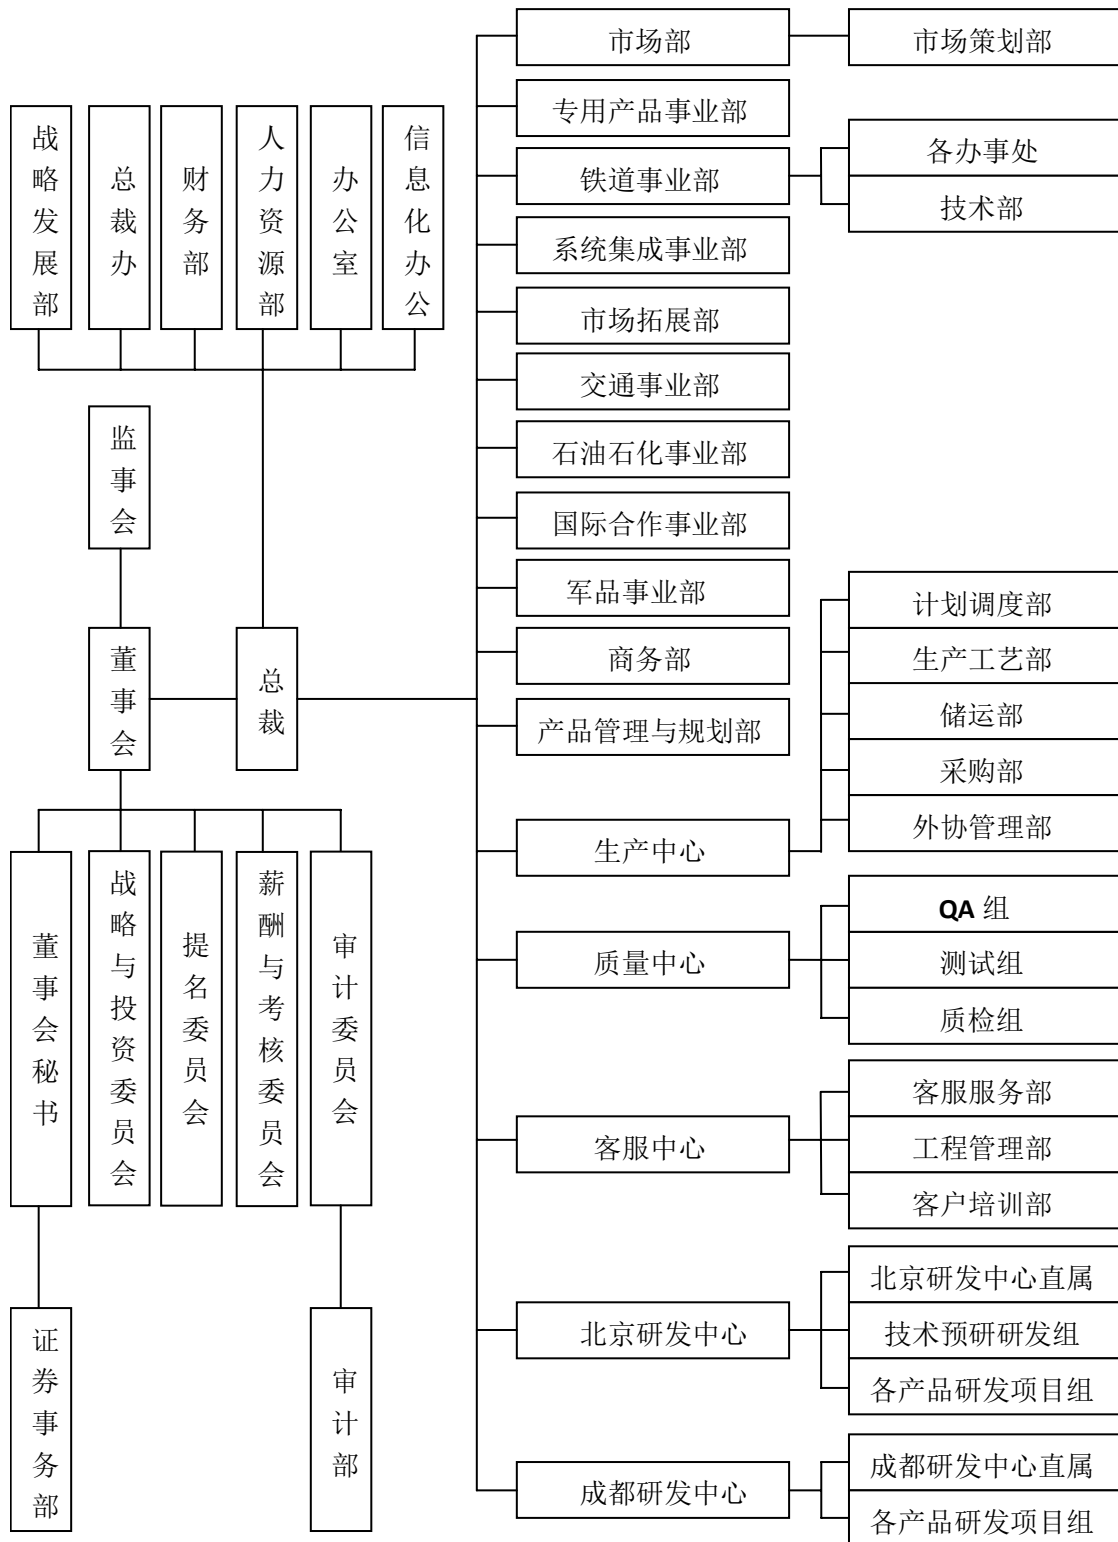 战略发展部
总裁办
财务部
人力资源部
办公室
信息化办公
监事会
董事会
总裁
董事会秘书
战略与投资委员会
提名委员会
薪酬与考核委员会
审计委员会
证券事务部
审计部
市场部
市场策划部
专用产品事业部
铁道事业部
各办事处
技术部
系统集成事业部
市场拓展部
交通事业部
石油石化事业部
国际合作事业部
军品事业部
商务部
产品管理与规划部
生产中心
计划调度部
生产工艺部
储运部
采购部
外协管理部
质量中心
QA 组
测试组
质检组
客服中心
客服服务部
工程管理部
客户培训部
北京研发中心
北京研发中心直属
技术预研研发组
各产品研发项目组
成都研发中心
成都研发中心直属
各产品研发项目组